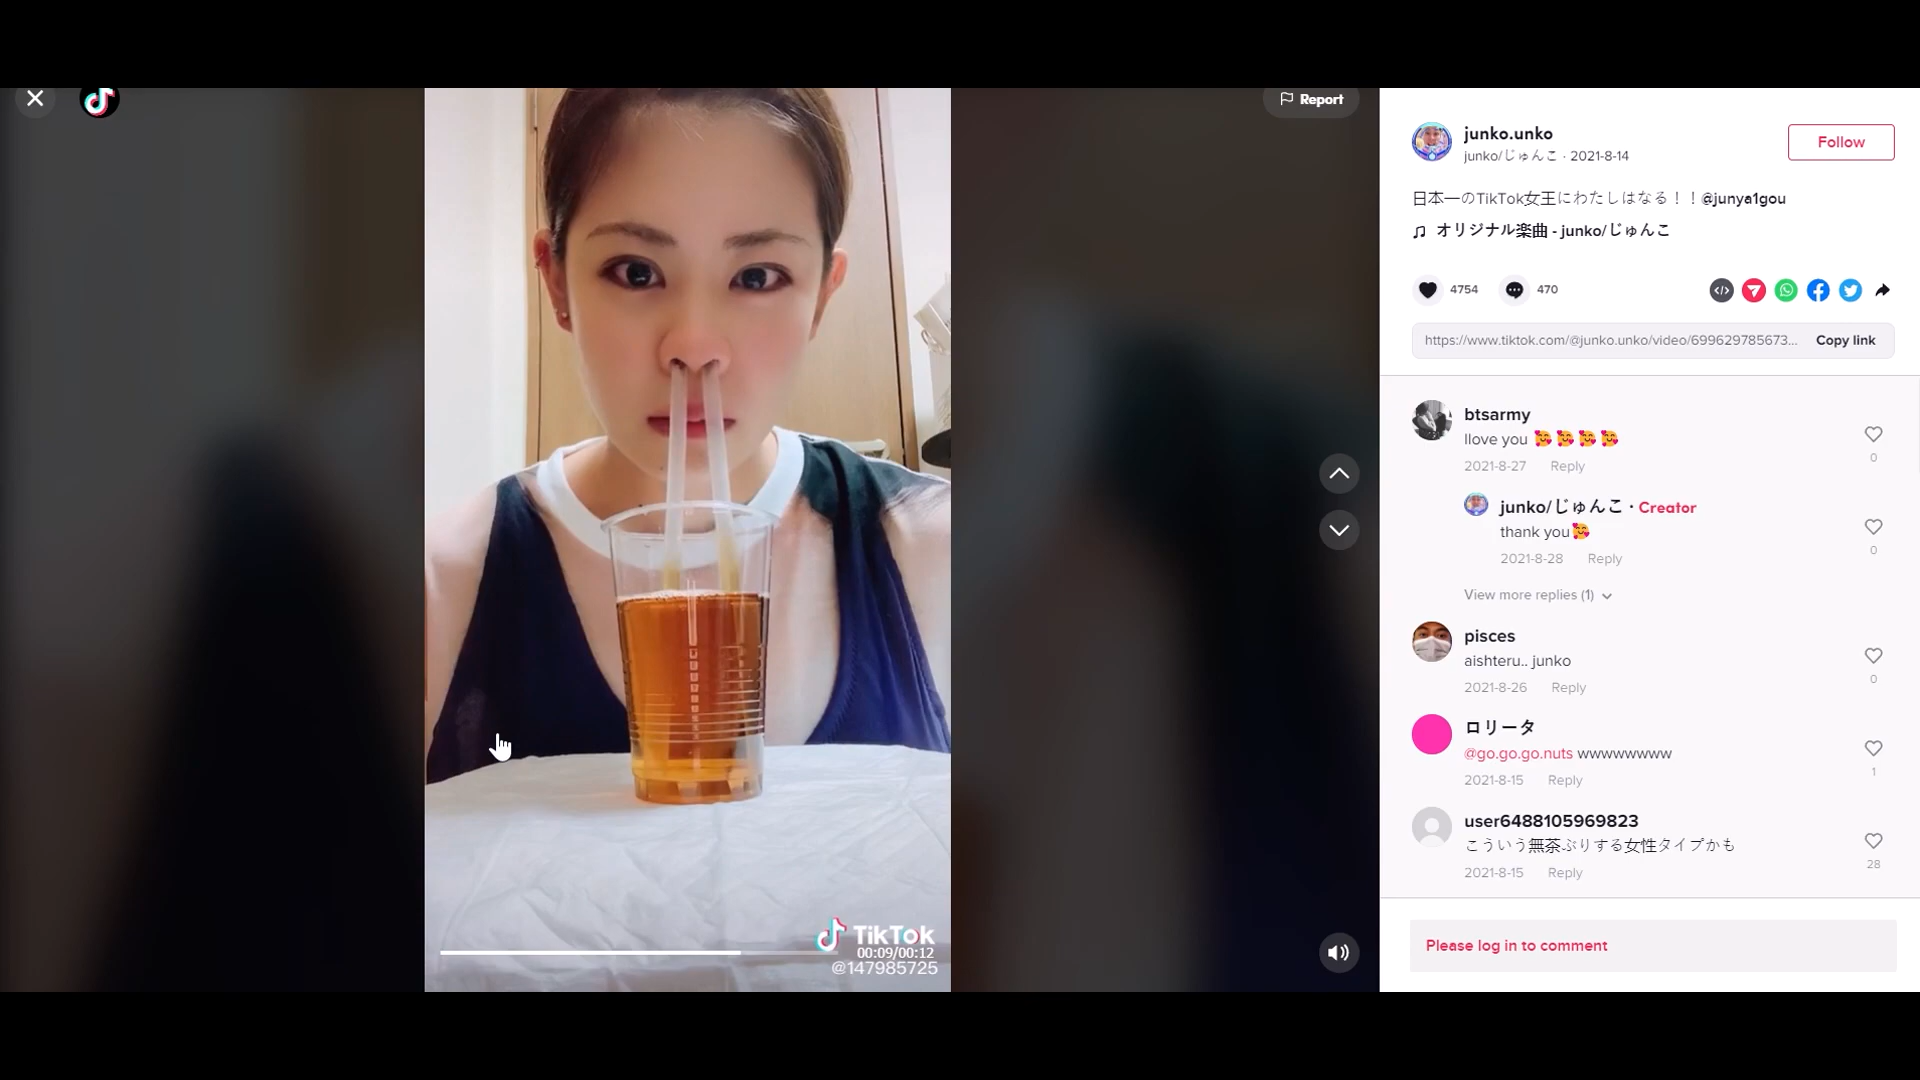 Report
TikTok
00:09/00:12
@147985725
junko.unko
junko/じゅんこ · 2021-8-14
Follow
日本一のTikTok女王にわたしはなる！！@junya1gou
♫ オリジナル楽曲 - junko/じゅんこ
4754
470
https://www.tiktok.com/@junko.unko/video/699629785673...
Copy link
btsarmy
Ilove you 🥰🥰🥰🥰
2021-8-27 Reply
0
junko/じゅんこ · Creator
thank you🥰
2021-8-28 Reply
0
View more replies (1)
pisces
aishteru.. junko
2021-8-26 Reply
0
ロリータ
@go.go.go.nuts wwwwwwww
2021-8-15 Reply
1
user6488105969823
こういう無茶ぶりする女性タイプかも
2021-8-15 Reply
28
Please log in to comment